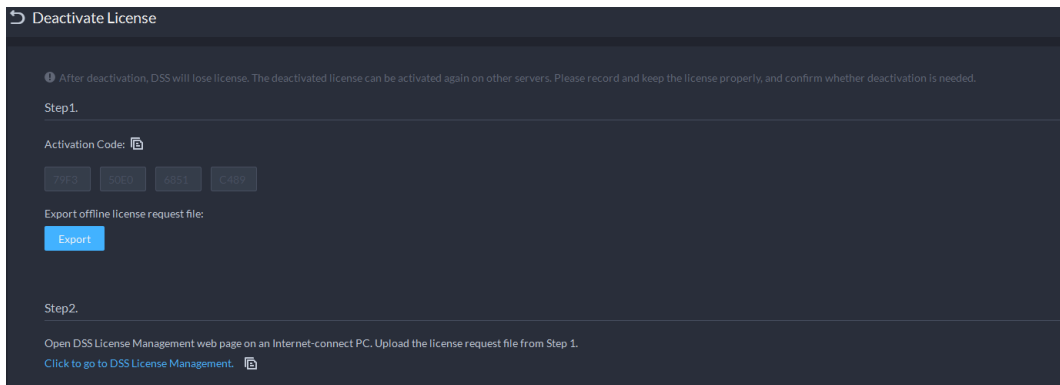 Deactivate License
After deactivation, DSS will lose license. The deactivated license can be activated again on other servers. Please record and keep the license properly, and confirm whether deactivation is needed.
Step1.
Activation Code:
79F3 50E0 6851 C489
Export offline license request file:
Export
Step2.
Open DSS License Management web page on an Internet-connect PC. Upload the license request file from Step 1.
Click to go to DSS License Management.